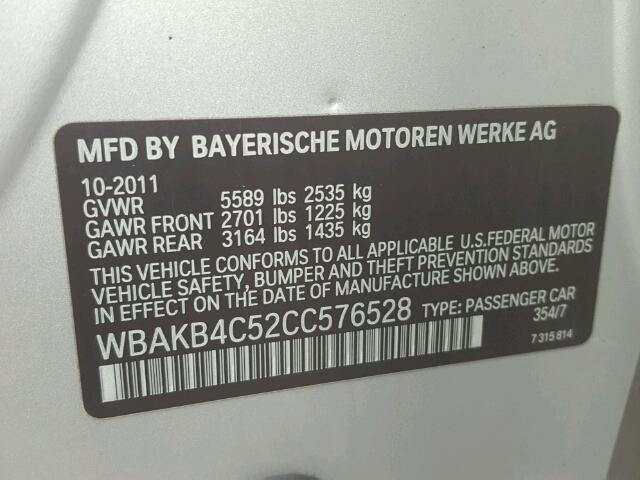 MFD BY BAYERISCHE MOTOREN WERKE AG
10-2011
GVWR 5589 lbs 2535 kg
GAWR FRONT 2701 lbs 1225 kg
GAWR REAR 3164 lbs 1435 kg
THIS VEHICLE CONFORMS TO ALL APPLICABLE U.S.FEDERAL MOTOR
VEHICLE SAFETY, BUMPER AND THEFT PREVENTION STANDARDS
IN EFFECT ON THE DATE OF MANUFACTURE SHOWN ABOVE.
WBAKB4C52CC576528 TYPE: PASSENGER CAR
354/7
7 315 814